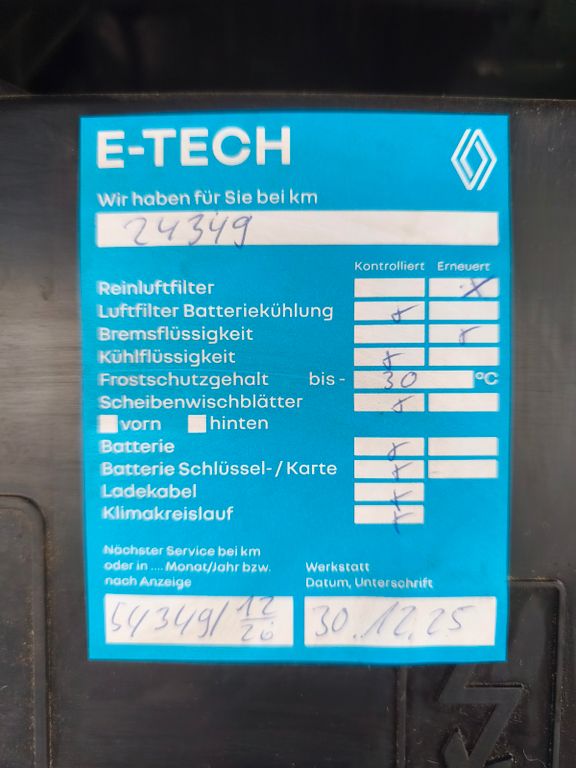 E-TECH
Wir haben für Sie bei km
24349
Kontrolliert Erneuert
Reinluftfilter x
Luftfilter Batteriekühlung x
Bremsflüssigkeit x
Kühlflüssigkeit x
Frostschutzgehalt bis - 30 °C
Scheibenwischblätter x
vorn hinten
Batterie x
Batterie Schlüssel-/Karte x
Ladekabel x
Klimakreislauf x
Nächster Service bei km
oder in .... Monat/Jahr bzw.
nach Anzeige
54349/12/26
Werkstatt
Datum, Unterschrift
30.12.25